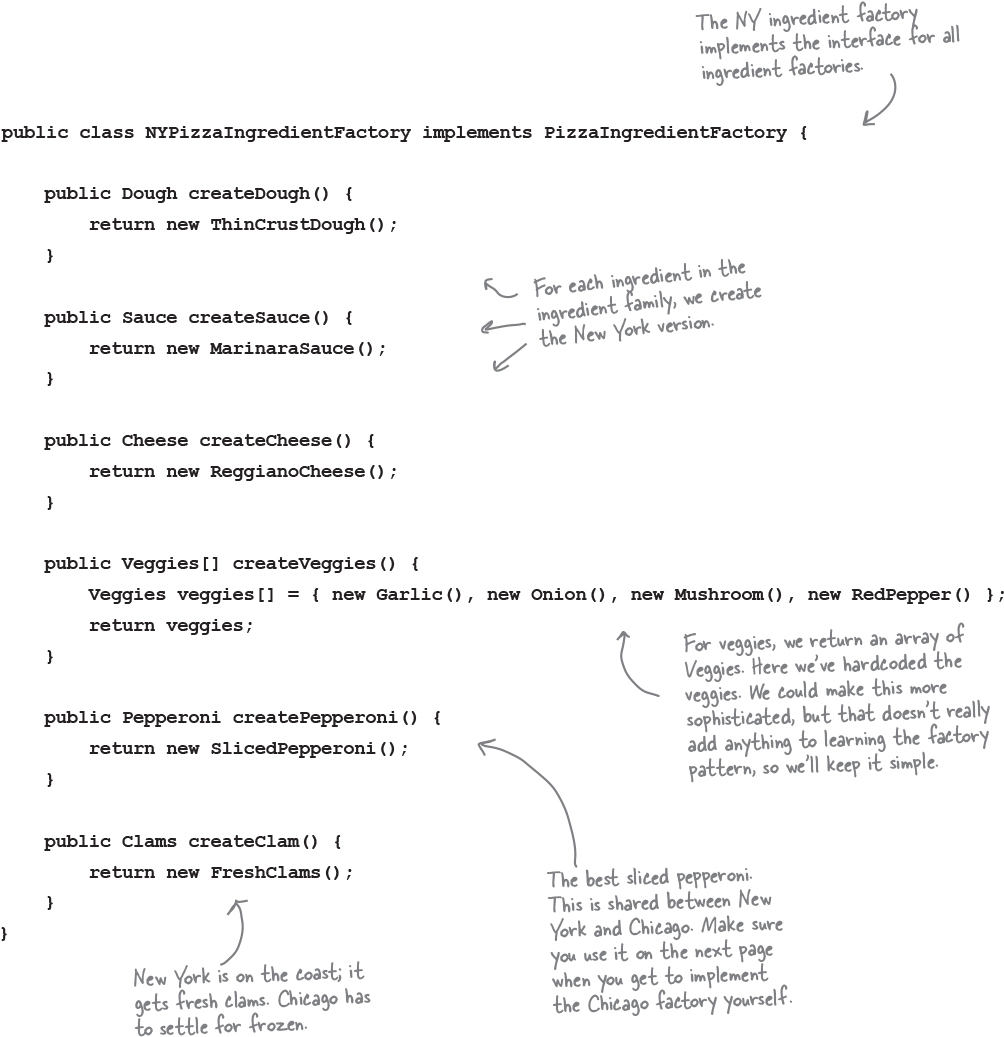 The NY ingredient factory
implements the interface for all
ingredient factories.
public class NYPizzaIngredientFactory implements PizzaIngredientFactory {
public Dough createDough() {
return new ThinCrustDough();
}
For each ingredient in the
ingredient family, we create
the New York version.
public Sauce createSauce() {
return new MarinaraSauce();
}
public Cheese createCheese() {
return new ReggianoCheese();
}
public Veggies[] createVeggies() {
Veggies veggies[] = { new Garlic(), new Onion(), new Mushroom(), new RedPepper() };
return veggies;
}
For veggies, we return an array of
Veggies. Here we've hardcoded the
veggies. We could make this more
sophisticated, but that doesn't really
add anything to learning the factory
pattern, so we'll keep it simple.
public Pepperoni createPepperoni() {
return new SlicedPepperoni();
}
public Clams createClam() {
return new FreshClams();
}
}
The best sliced pepperoni.
This is shared between New
York and Chicago. Make sure
you use it on the next page
when you get to implement
the Chicago factory yourself.
New York is on the coast; it
gets fresh clams. Chicago has
to settle for frozen.